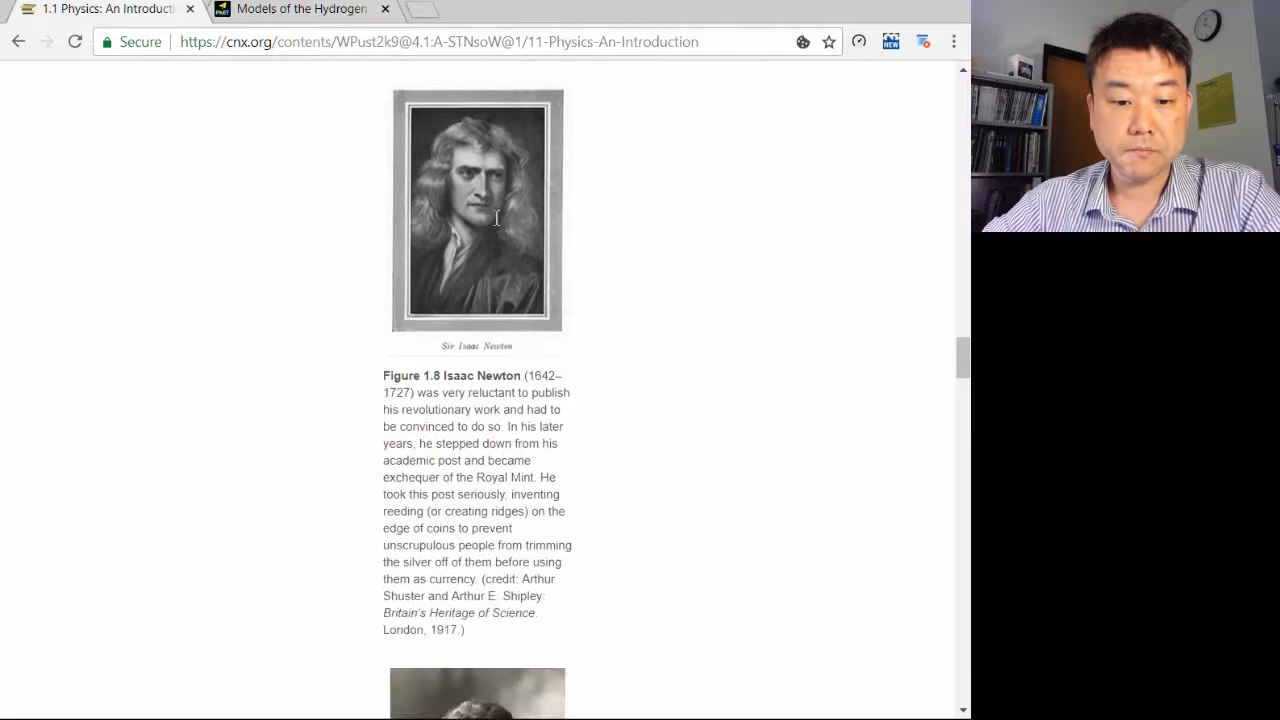 1.1 Physics: An Introducti
Models of the Hydrogen
Secure
https://cnx.org/contents/WPust2k9@4.1:A-STNsoW@1/11-Physics-An-Introduction
NEW
Sir Isaac Newton
Figure 1.8 Isaac Newton (1642–
1727) was very reluctant to publish
his revolutionary work and had to
be convinced to do so. In his later
years, he stepped down from his
academic post and became
exchequer of the Royal Mint. He
took this post seriously, inventing
reeding (or creating ridges) on the
edge of coins to prevent
unscrupulous people from trimming
the silver off of them before using
them as currency. (credit: Arthur
Shuster and Arthur E. Shipley:
Britain's Heritage of Science.
London, 1917.)